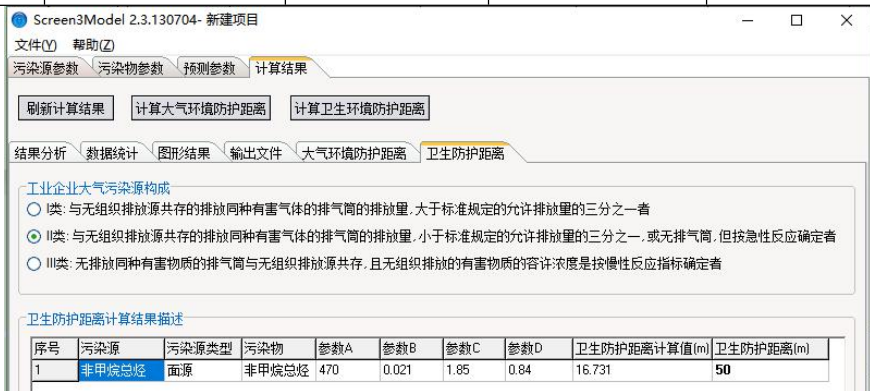 Screen3Model 2.3.130704- 新建项目
文件(Y) 帮助(Z)
污染源参数 污染物参数 预测参数 计算结果
刷新计算结果 计算大气环境防护距离 计算卫生环境防护距离
结果分析 数据统计 图形结果 输出文件 大气环境防护距离 卫生防护距离
工业企业大气污染源构成
I类: 与无组织排放源共存的排放同种有害气体的排气筒的排放量, 大于标准规定的允许排放量的三分之一者
II类: 与无组织排放源共存的排放同种有害气体的排气筒的排放量, 小于标准规定的允许排放量的三分之一, 或无排气筒, 但按急性反应确定者
III类: 无排放同种有害物质的排气筒与无组织排放源共存, 且无组织排放的有害物质的容许浓度是按慢性反应指标确定者
卫生防护距离计算结果描述
序号 污染源 污染源类型 污染物 参数A 参数B 参数C 参数D 卫生防护距离计算值(m) 卫生防护距离(m)
1 非甲烷总烃 面源 非甲烷总烃 470 0.021 1.85 0.84 16.731 50